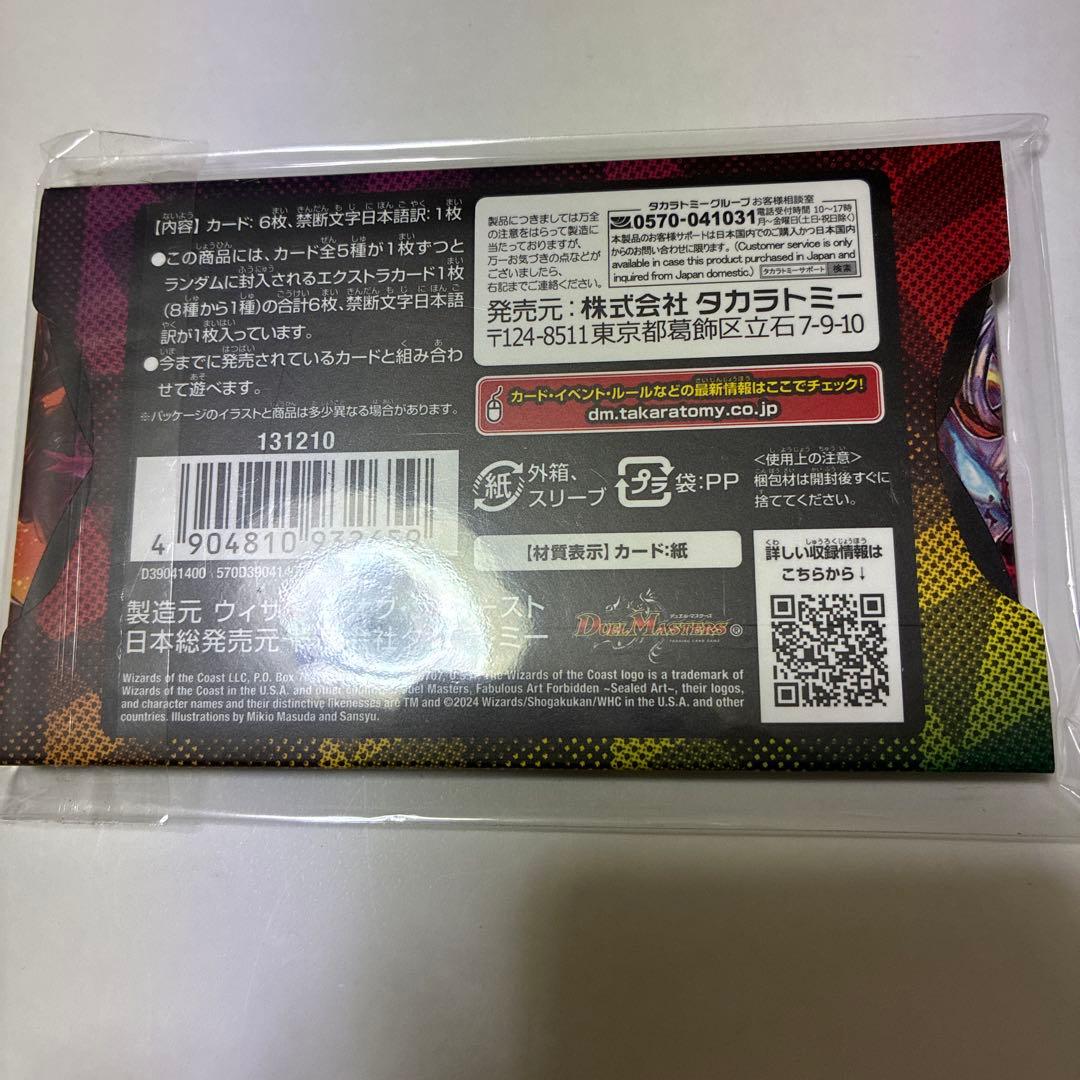 【内容】カード:6枚、禁断文字日本語訳:1枚
●この商品には、カード全5種が1枚ずつと
ランダムに封入されるエクストラカード1枚
(8種から1種)の合計6枚、禁断文字日本語
訳が1枚入っています。
●今までに発売されているカードと組み合わ
せて遊べます。
※パッケージのイラストと商品は多少異なる場合があります。
131210
4 904810
D39041400
製造元 ウィザ
日本総発売元
Wizards of the Coast LLC, P.O. Box
The Wizards of the Coast logo is a trademark of
Wizards of the Coast in the U.S.A. and other
Duel Masters, Fabulous Art Forbidden ~Sealed Art~, their logos,
and character names and their distinctive likenesses are TM and ©2024 Wizards/Shogakukan/WHC in the U.S.A. and other
countries. Illustrations by Mikio Masuda and Sansyu.
製品につきましては万全
の注意をはらって製造に
当たっておりますが、
万一お気づきの点などが
ございましたら、
右記までご連絡ください。
タカラトミーグループ お客様相談室
0570-041031 電話受付時間 10〜17時
月〜金曜日(土日・祝日除く)
本製品のお客様サポートは日本国内でのご購入かつ日本国内
からのお問い合わせに限ります。(Customer service is only
available in case this product purchased in Japan and
inquired from Japan domestic.) タカラトミーサポート 検索
発売元:株式会社 タカラトミー
〒124-8511 東京都葛飾区立石7-9-10
カード・イベント・ルールなどの最新情報はここでチェック!
dm.takaratomy.co.jp
紙 外箱、
スリーブ
プラ 袋:PP
<使用上の注意>
梱包材は開封後すぐに
捨ててください。
【材質表示】カード:紙
詳しい収録情報は
こちらから↓
デュエル・マスターズ
DUEL MASTERS®
TRADING CARD GAME